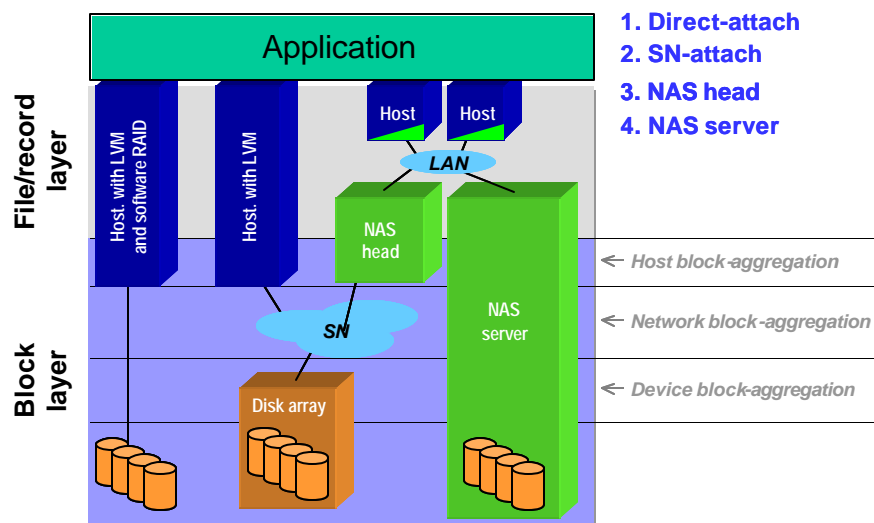 Application
1. Direct-attach
2. SN-attach
3. NAS head
4. NAS server
File/record
layer
Host. with LVM
and software RAID
Host. with LVM
Host
Host
LAN
NAS
head
Host block-aggregation
SN
NAS
server
Network block-aggregation
Block
layer
Disk array
Device block-aggregation